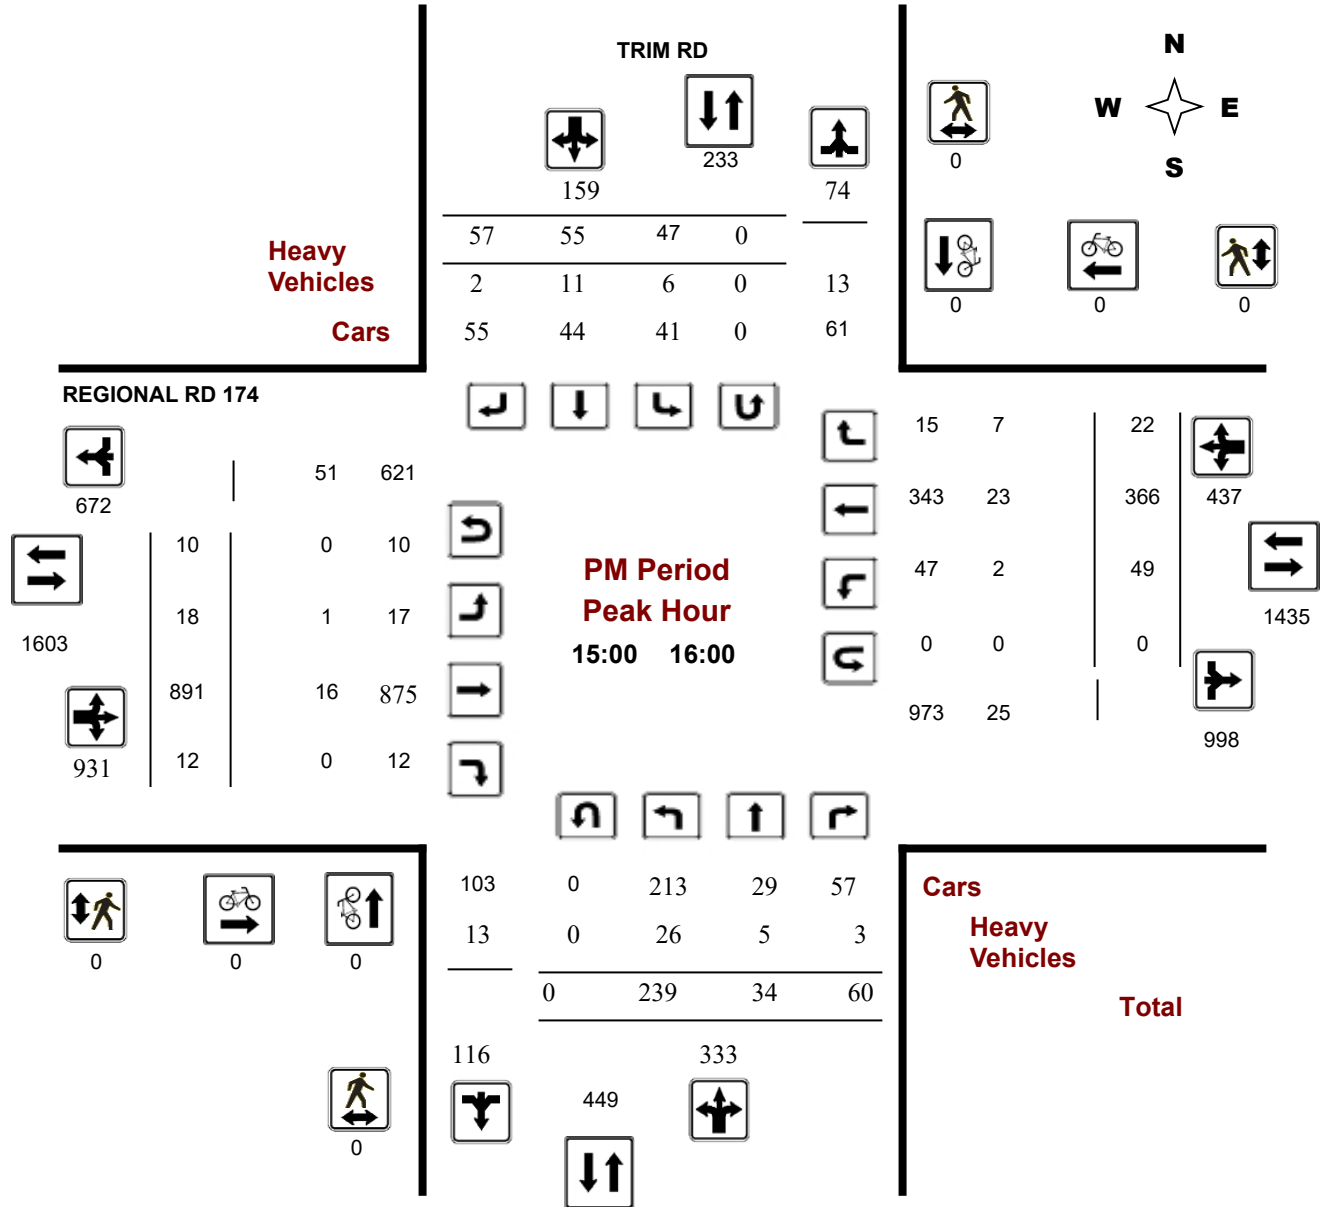 TRIM RD
N
W E
S
159
233
74
0
57 55 47 0
Heavy
Vehicles
2 11 6 0 13
Cars
55 44 41 0 61
0 0 0
REGIONAL RD 174
672
51 621
1603
10 0 10
18 1 17
891 16 875
931
12 0 12
PM Period
Peak Hour
15:00 16:00
15 7 22
437
343 23 366
47 2 49
1435
0 0 0
973 25
998
103 0 213 29 57
13 0 26 5 3
0 239 34 60
116
449
333
Cars
Heavy
Vehicles
Total
0 0 0
0